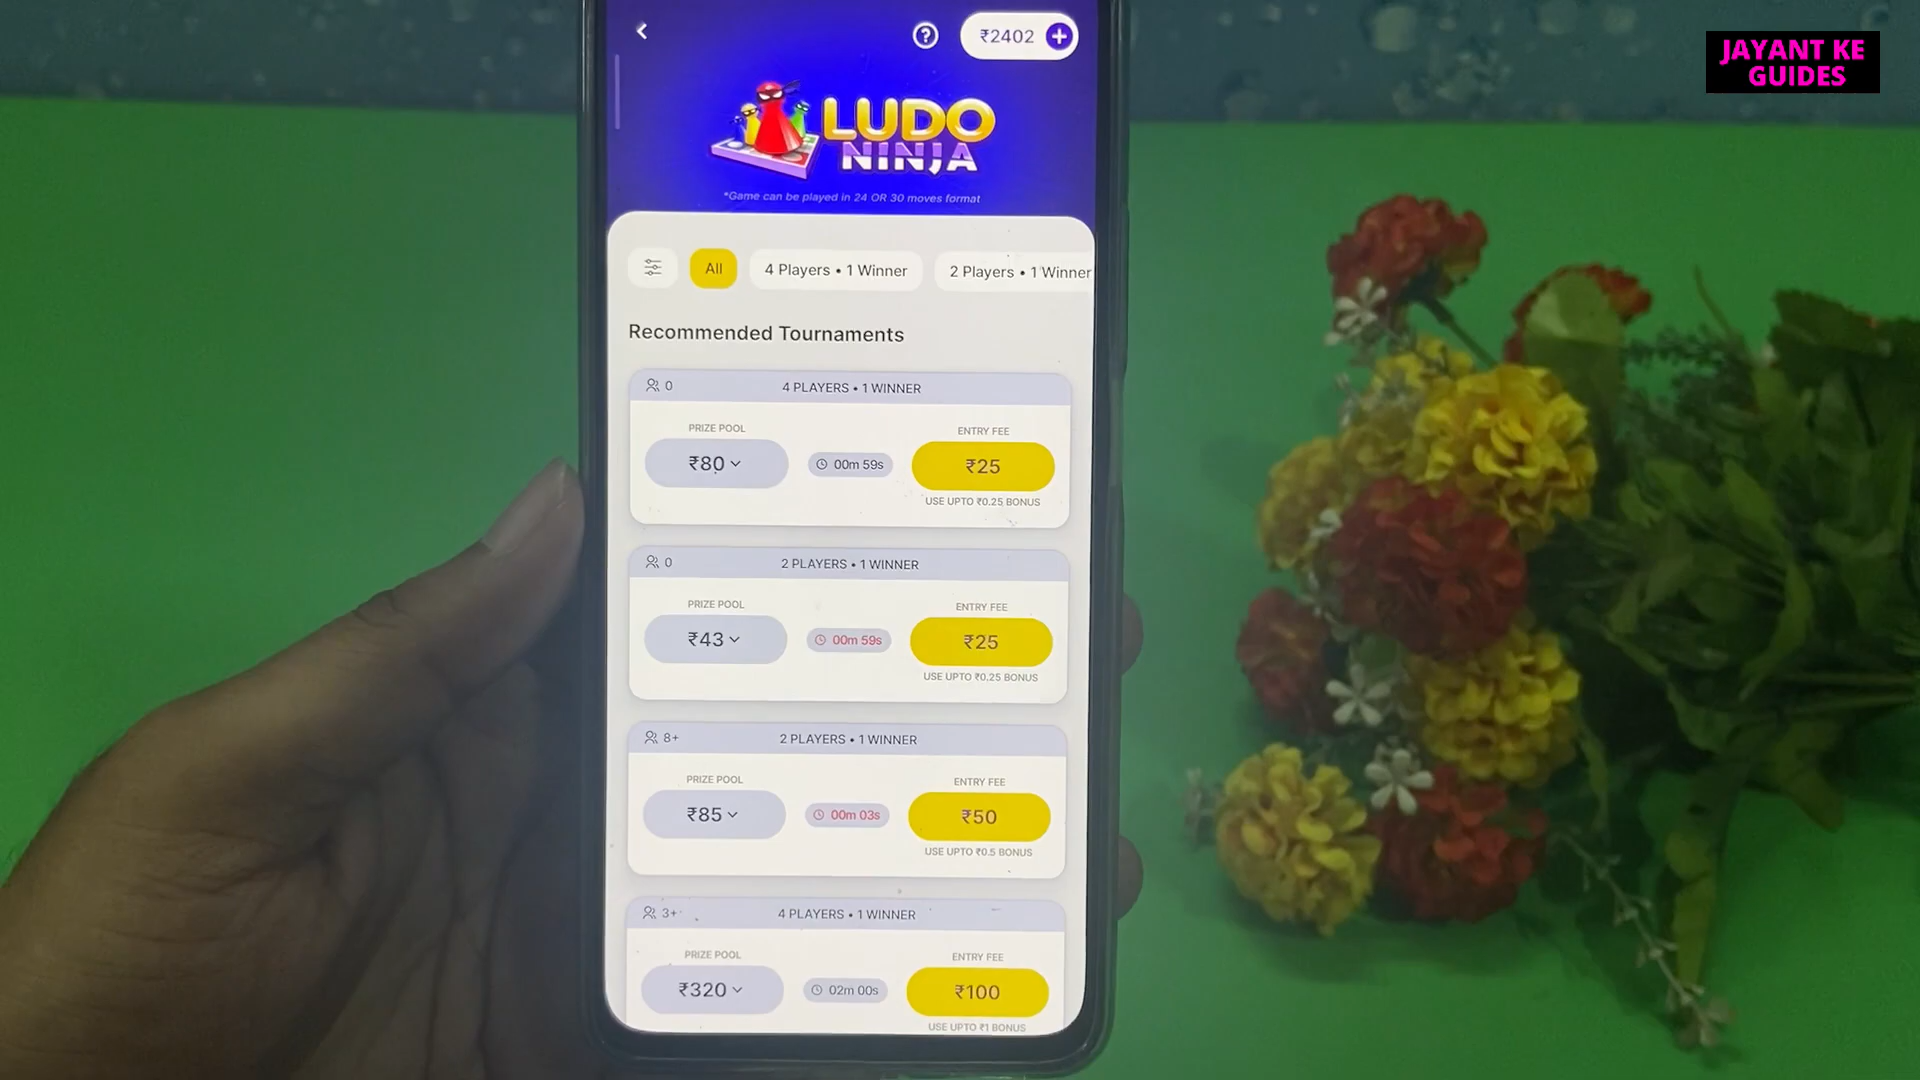 JAYANT KE
GUIDES
₹2402
LUDO
NINJA
*Game can be played in 24 OR 30 moves format
All
4 Players • 1 Winner
2 Players • 1 Winner
Recommended Tournaments
0
4 PLAYERS • 1 WINNER
PRIZE POOL
ENTRY FEE
₹80
00m 59s
₹25
USE UPTO ₹0.25 BONUS
0
2 PLAYERS • 1 WINNER
PRIZE POOL
ENTRY FEE
₹43
00m 59s
₹25
USE UPTO ₹0.25 BONUS
8+
2 PLAYERS • 1 WINNER
PRIZE POOL
ENTRY FEE
₹85
00m 03s
₹50
USE UPTO ₹0.5 BONUS
3+
4 PLAYERS • 1 WINNER
PRIZE POOL
ENTRY FEE
₹320
02m 00s
₹100
USE UPTO ₹1 BONUS